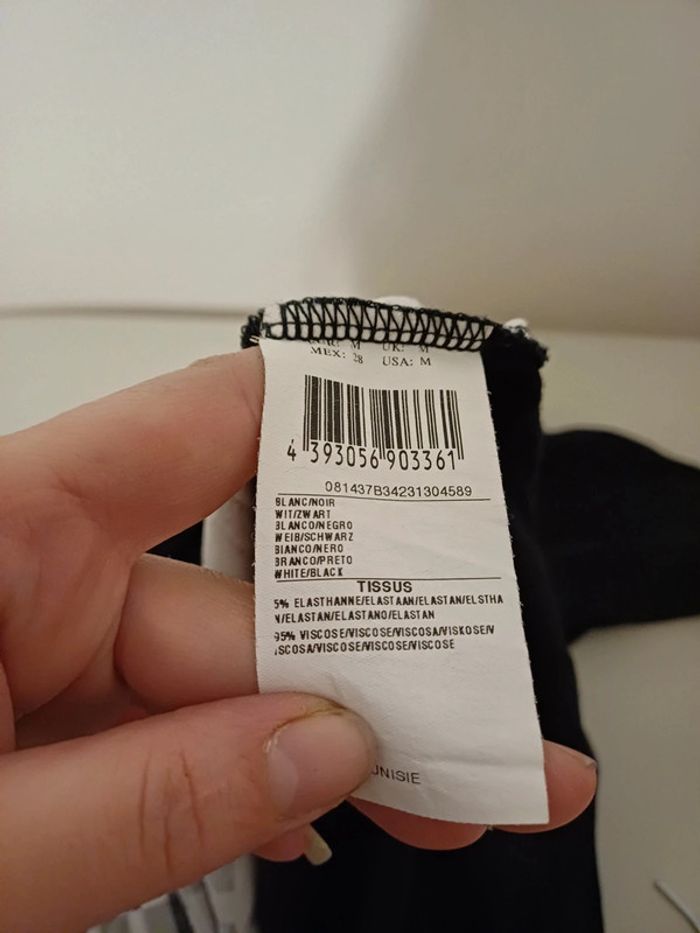 M UK: M
MEX: 28 USA: M
4 393056 903361
081437B34231304589
BLANC/NOIR
WIT/ZWART
BLANCO/NEGRO
WEIB/SCHWARZ
BIANCO/NERO
BRANCO/PRETO
WHITE/BLACK
TISSUS
5% ELASTHANNE/ELASTAAN/ELASTAN/ELSTHA
N/ELASTAN/ELASTANO/ELASTAN
95% VISCOSE/VISCOSE/VISCOSA/VISKOSE/V
ISCOSA/VISCOSE/VISCOSE/VISCOSE
UNISIE